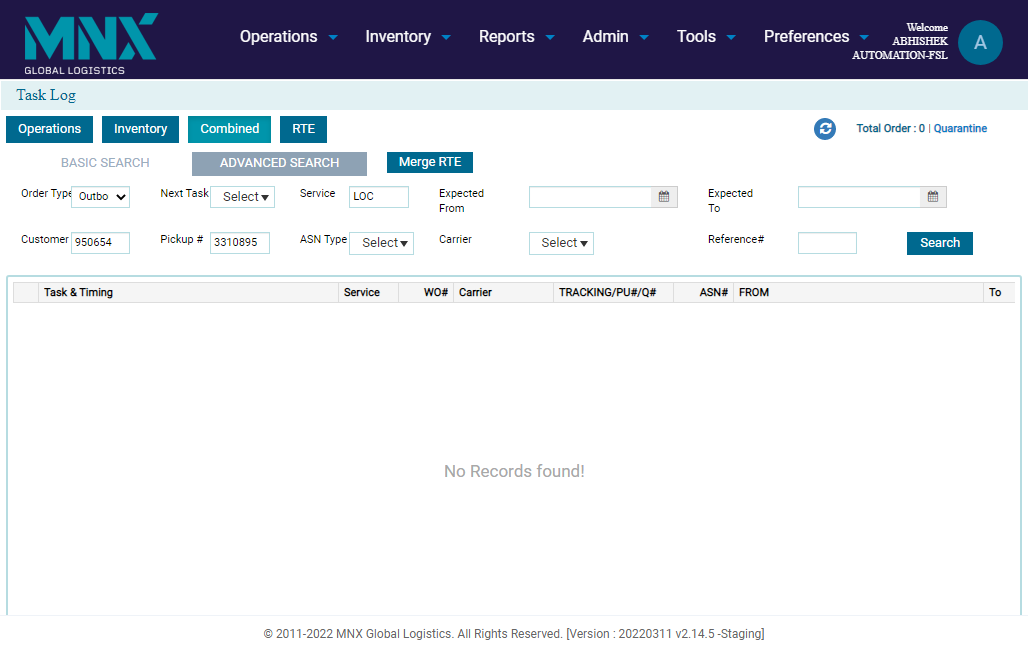 MNX
GLOBAL LOGISTICS
Operations Inventory Reports Admin Tools Preferences
Welcome
ABHISHEK
AUTOMATION-FSL
A
Task Log
Operations Inventory Combined RTE
Total Order : 0 | Quarantine
BASIC SEARCH ADVANCED SEARCH Merge RTE
Order Type Outbo Next Task Select Service LOC Expected From Expected To
Customer 950654 Pickup # 3310895 ASN Type Select Carrier Select Reference# Search
Task & Timing Service WO# Carrier TRACKING/PU#/Q# ASN# FROM To
No Records found!
© 2011-2022 MNX Global Logistics. All Rights Reserved. [Version : 20220311 v2.14.5 -Staging]